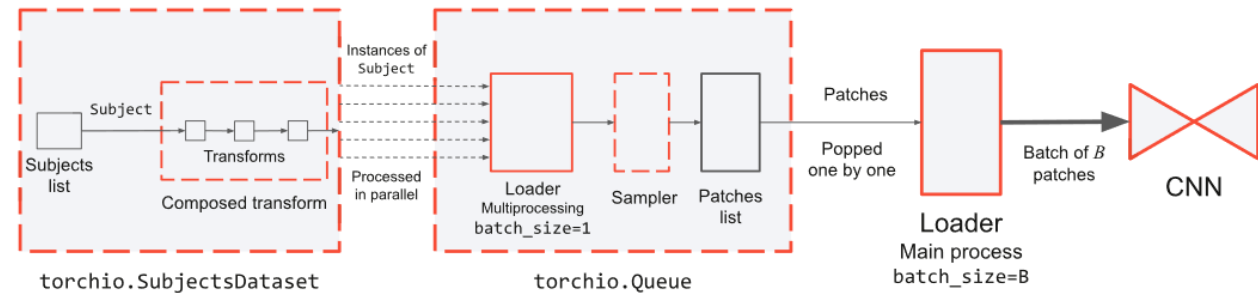 Subject
Subjects
list
Transforms
Composed transform
torchio.SubjectsDataset
Instances of
Subject
Processed
in parallel
Loader
Multiprocessing
batch_size=1
Sampler
Patches
list
torchio.Queue
Patches
Popped
one by one
Loader
Main process
batch_size=B
Batch of B
patches
CNN